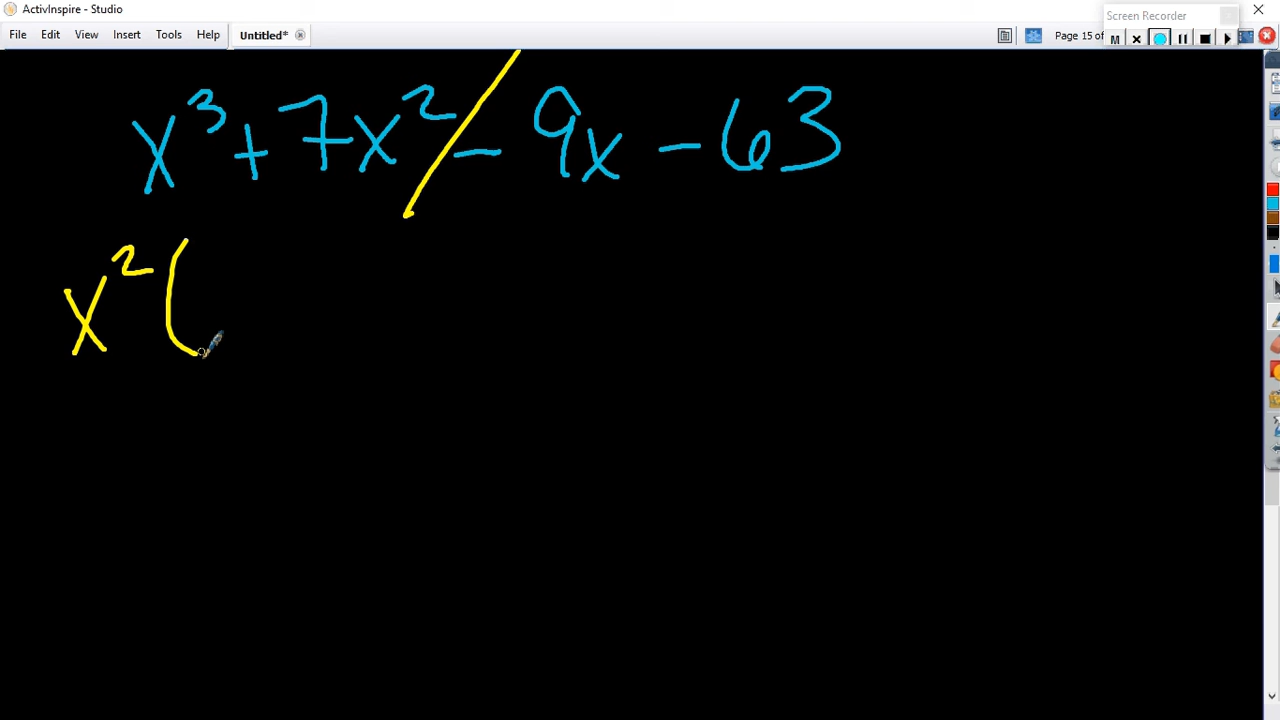 ActivInspire - Studio
Screen Recorder
File Edit View Insert Tools Help Untitled* Page 15 of
M
x³ + 7x² - 9x - 63
x² (